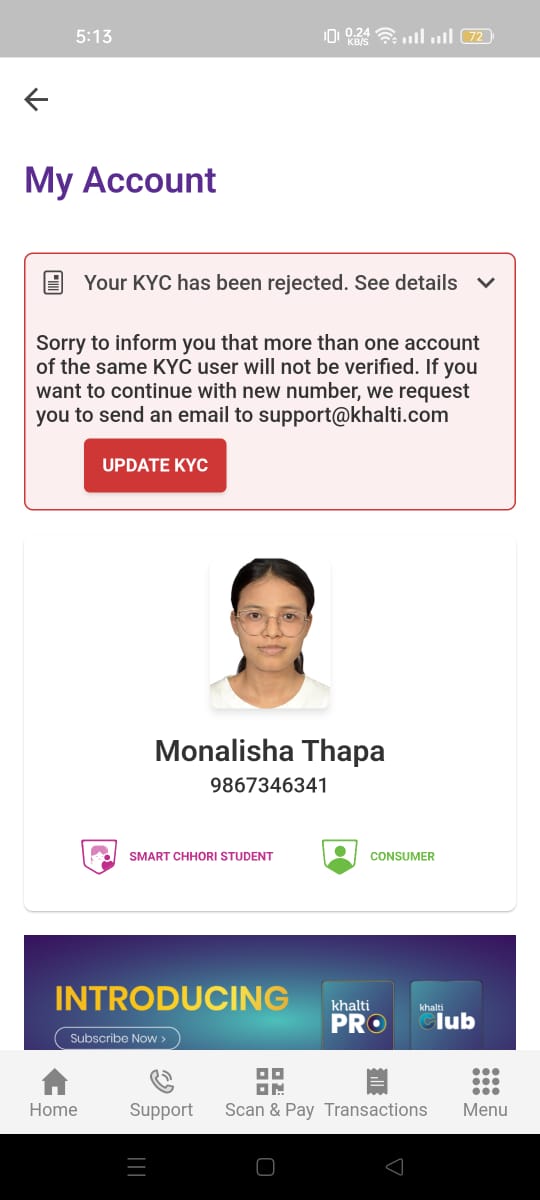 5:13
0.24
KB/S
72
My Account
Your KYC has been rejected. See details
Sorry to inform you that more than one account
of the same KYC user will not be verified. If you
want to continue with new number, we request
you to send an email to support@khalti.com
UPDATE KYC
Monalisha Thapa
9867346341
SMART CHHORI STUDENT
CONSUMER
INTRODUCING
Subscribe Now >
khalti
PRO
khalti
Club
Home
Support
Scan & Pay
Transactions
Menu